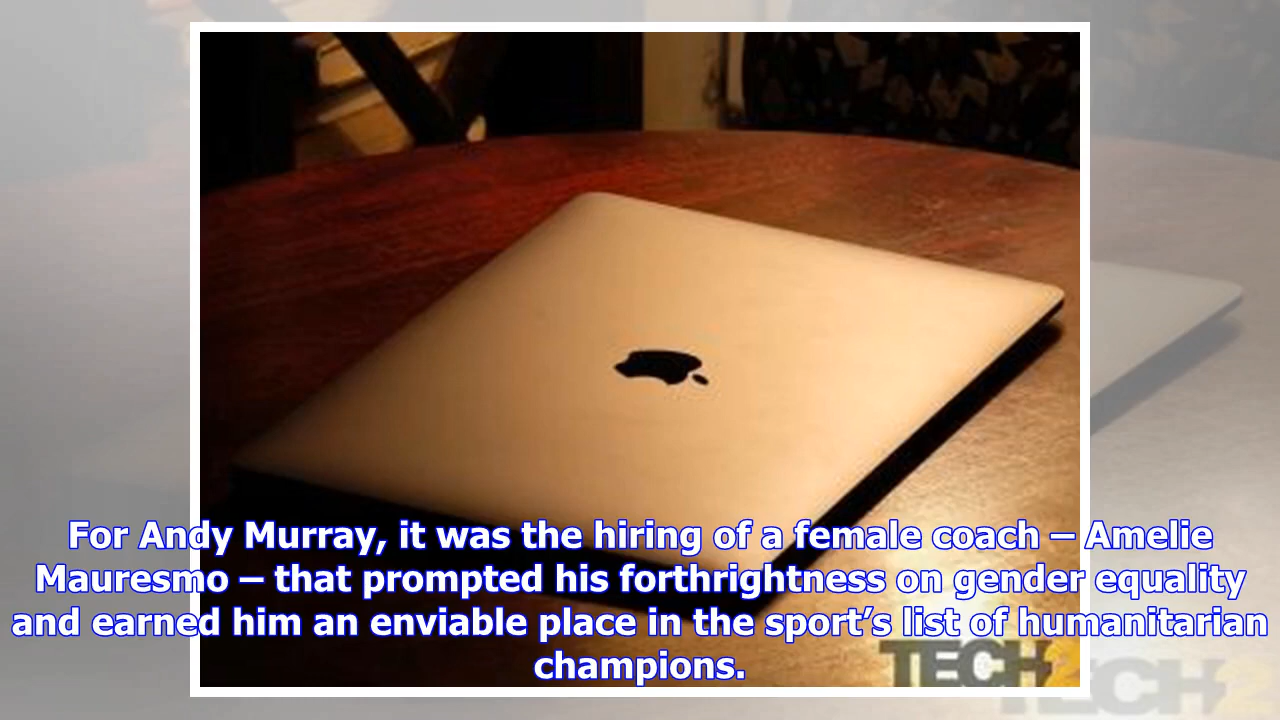 For Andy Murray, it was the hiring of a female coach – Amelie
Mauresmo – that prompted his forthrightness on gender equality
and earned him an enviable place in the sport’s list of humanitarian
champions.
TECH2
TECH2